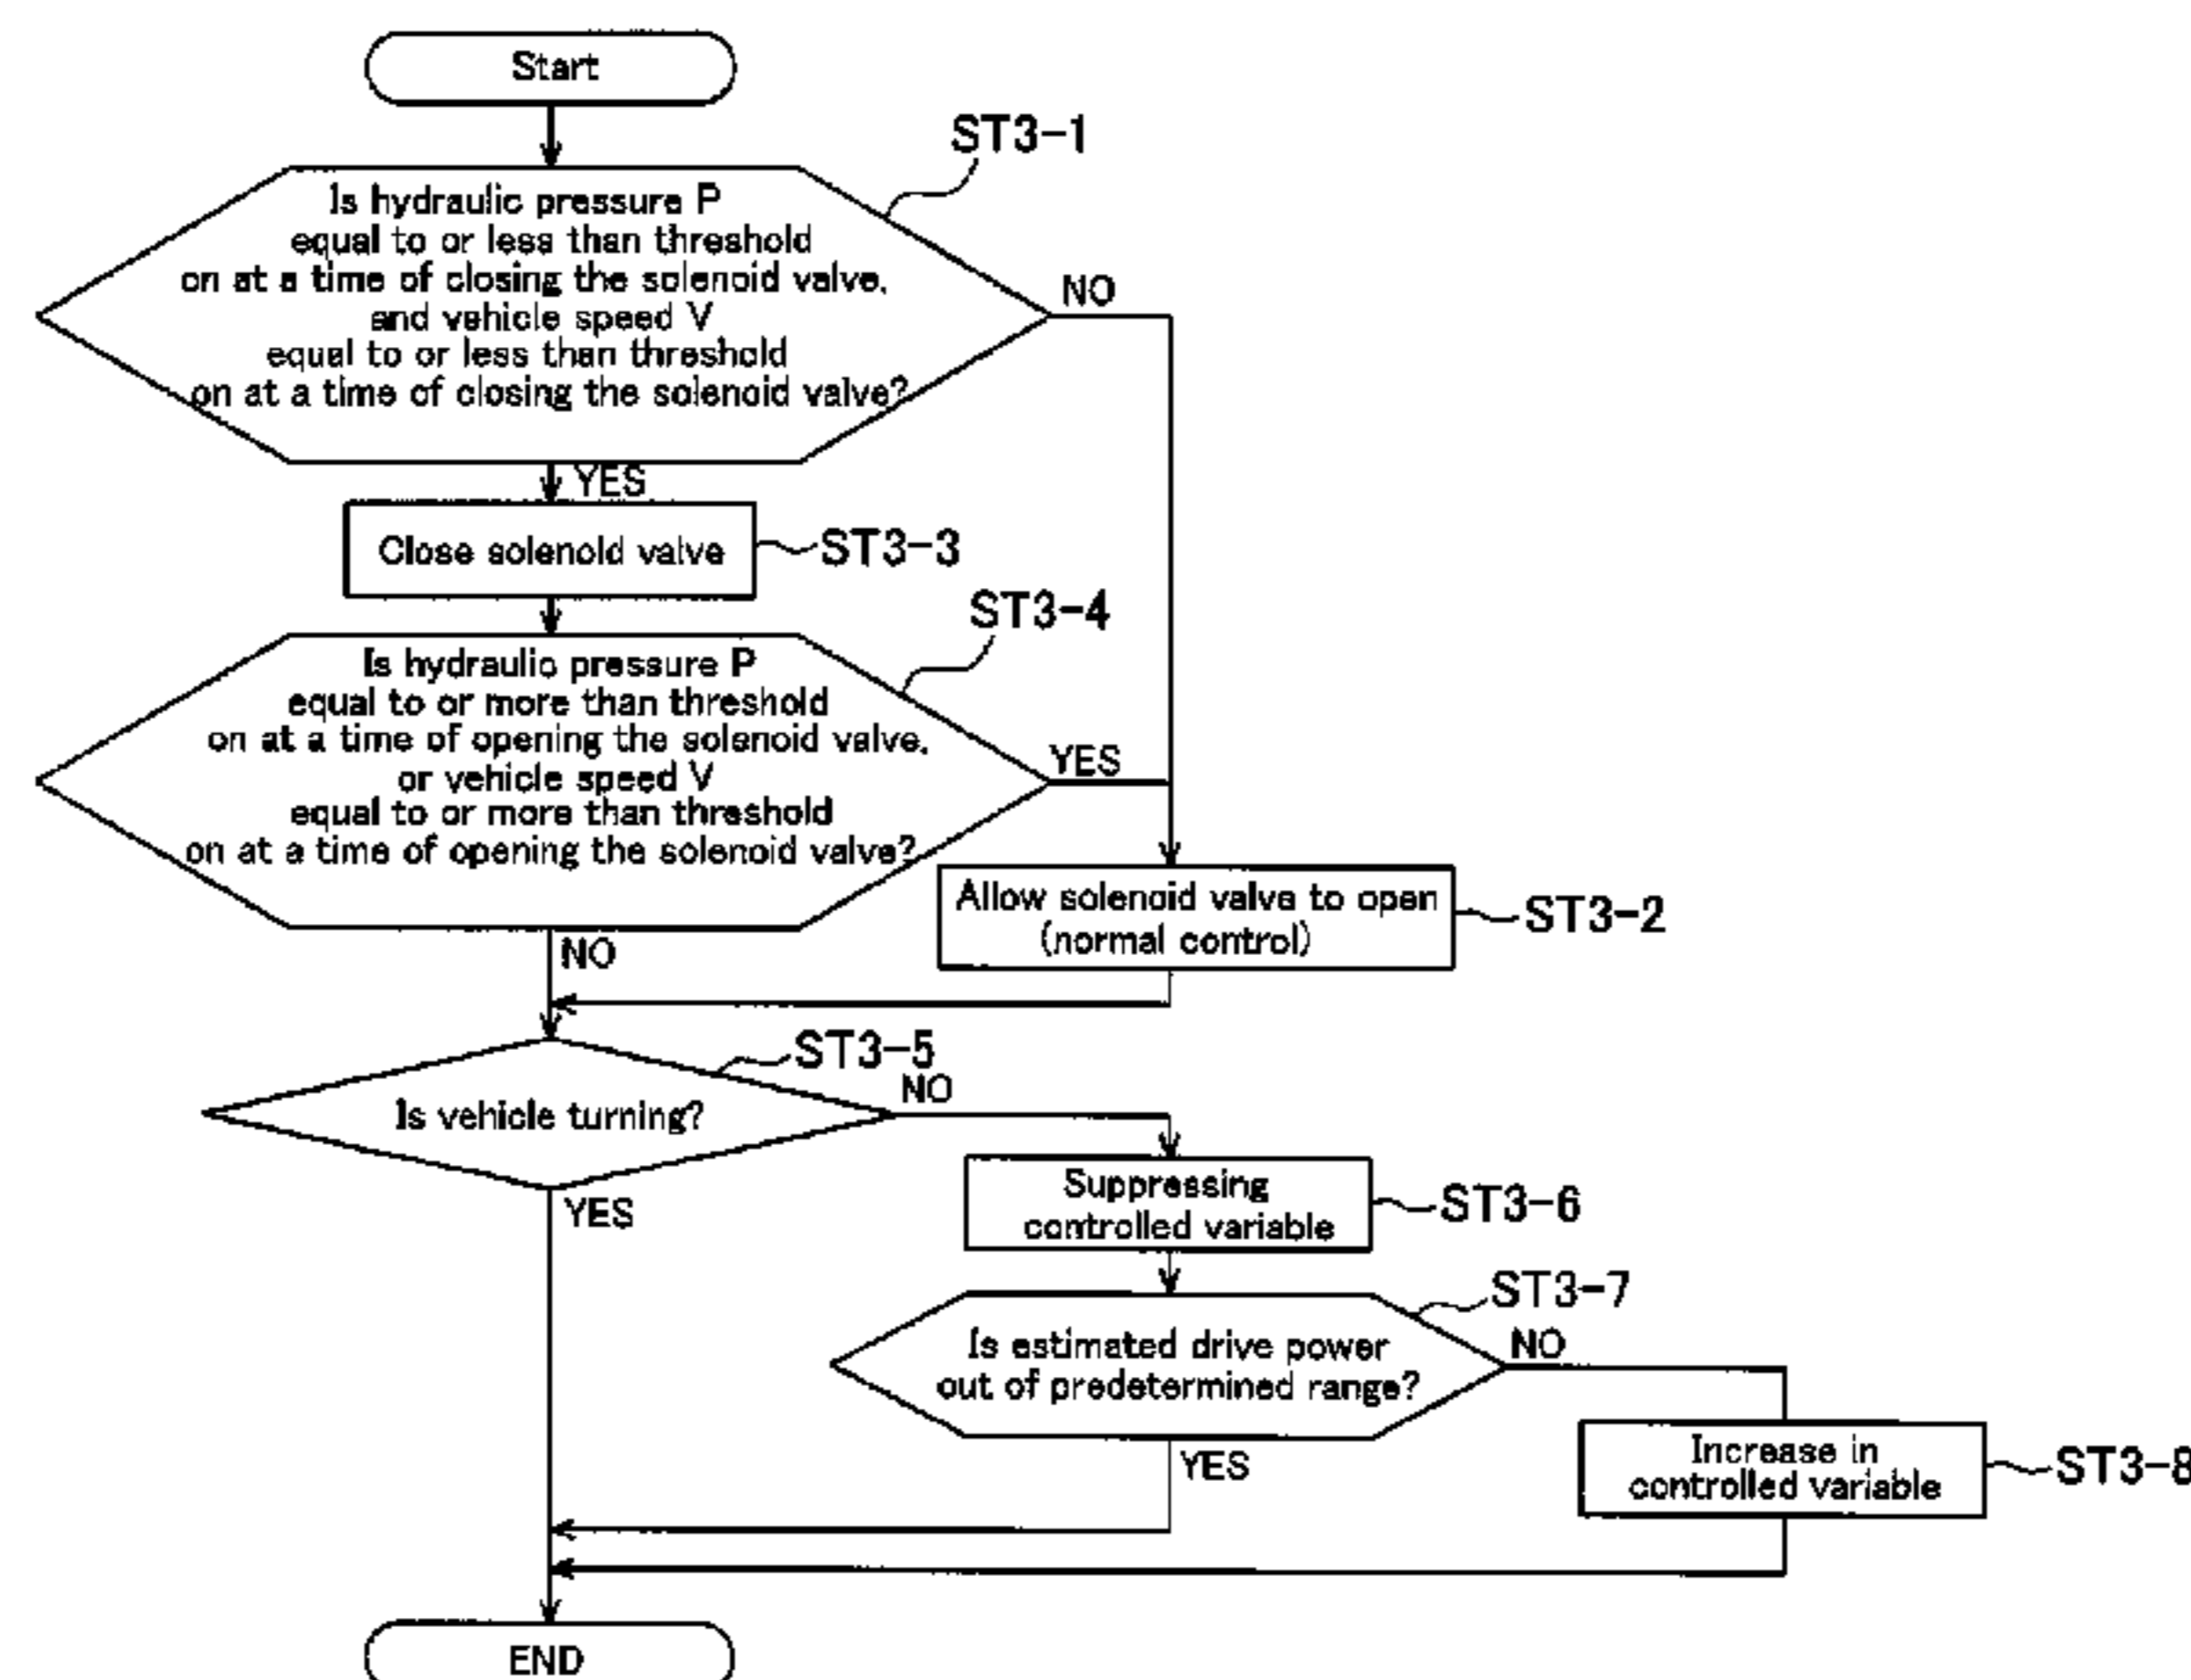 Start
ST3-1
Is hydraulic pressure P
equal to or less than threshold
on at a time of closing the solenoid valve,
and vehicle speed V
equal to or less than threshold
on at a time of closing the solenoid valve?
NO
YES
Close solenoid valve
ST3-3
ST3-4
Is hydraulic pressure P
equal to or more than threshold
on at a time of opening the solenoid valve,
or vehicle speed V
equal to or more than threshold
on at a time of opening the solenoid valve?
YES
Allow solenoid valve to open
(normal control)
ST3-2
NO
ST3-5
Is vehicle turning?
NO
YES
Suppressing
controlled variable
ST3-6
ST3-7
Is estimated drive power
out of predetermined range?
NO
YES
Increase in
controlled variable
ST3-8
END